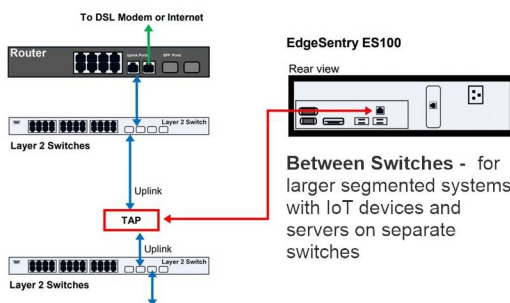 To DSL Modem or Internet
Router
Uplink Ports
SFP Ports
Layer 2 Switch
Layer 2 Switches
Uplink
TAP
Uplink
Layer 2 Switch
Layer 2 Switches
EdgeSentry ES100
Rear view
Between Switches - for
larger segmented systems
with IoT devices and
servers on separate
switches